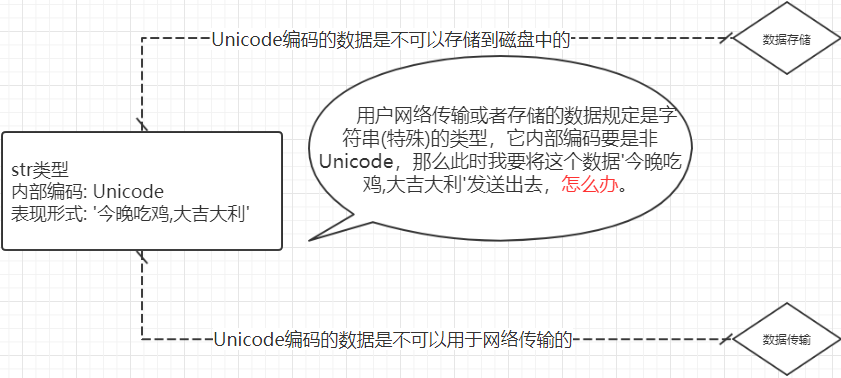 Unicode编码的数据是不可以存储到磁盘中的
数据存储
用户网络传输或者存储的数据规定是字
符串(特殊)的类型，它内部编码要是非
Unicode，那么此时我要将这个数据'今晚吃
鸡,大吉大利'发送出去，怎么办。
str类型
内部编码: Unicode
表现形式: '今晚吃鸡,大吉大利'
Unicode编码的数据是不可以用于网络传输的
数据传输